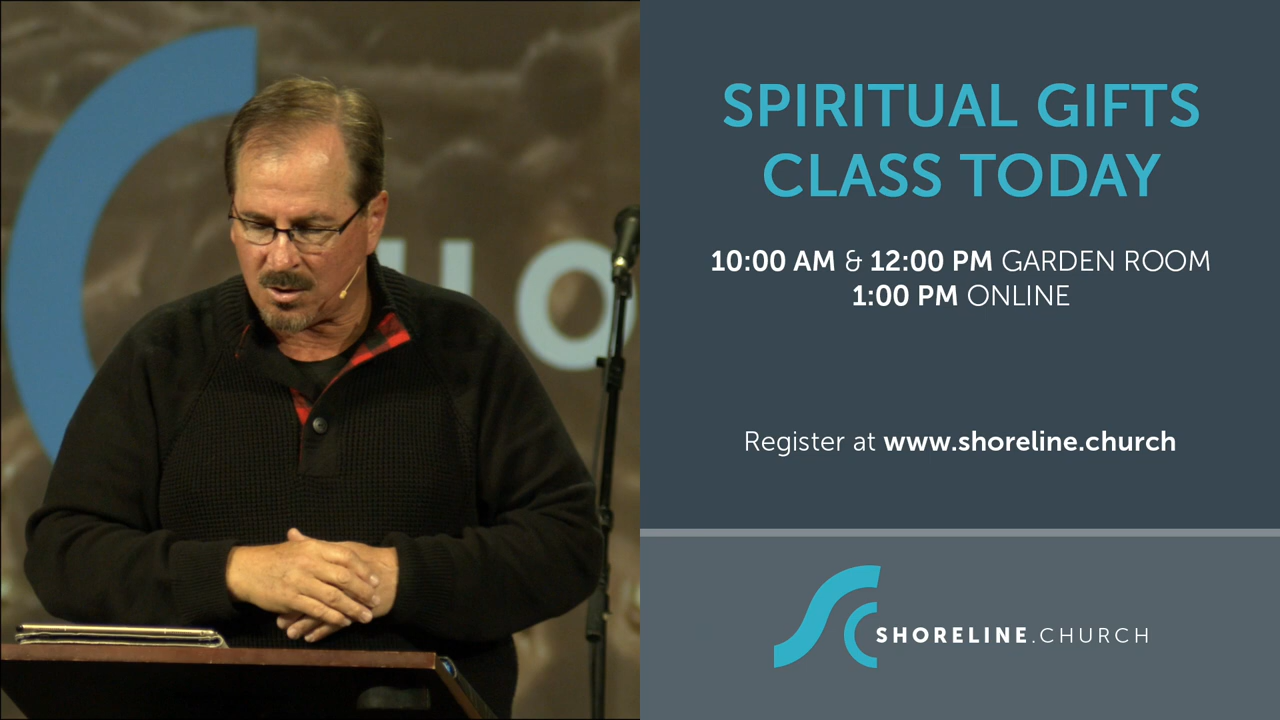 SPIRITUAL GIFTS
CLASS TODAY
10:00 AM & 12:00 PM GARDEN ROOM
1:00 PM ONLINE
Register at www.shoreline.church
SHORELINE.CHURCH